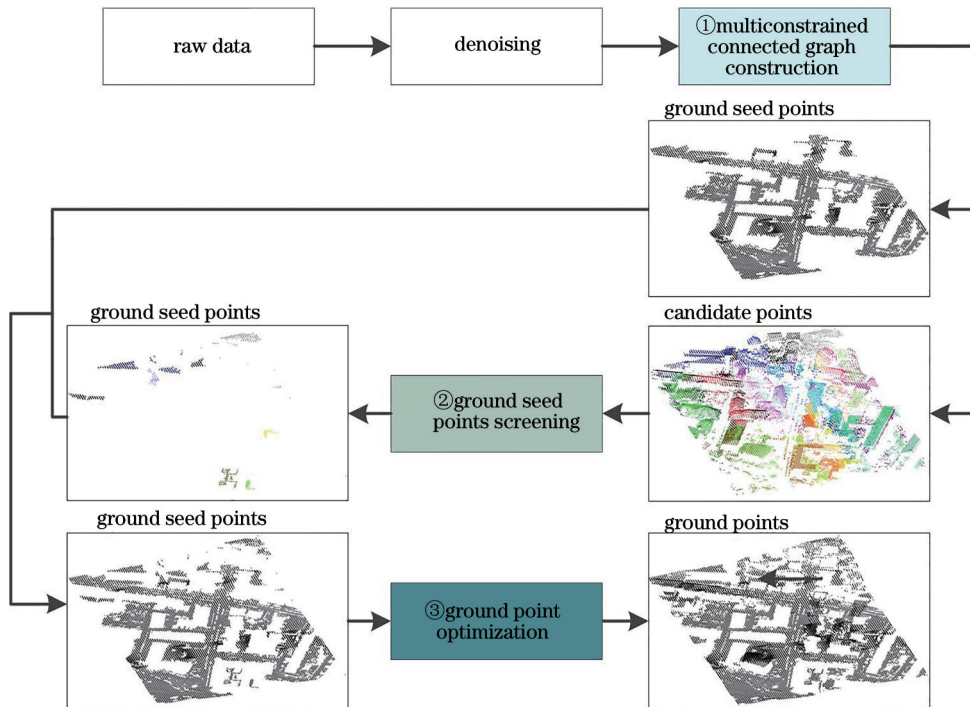 raw data
denoising
①multiconstrained
connected graph
construction
ground seed points
ground seed points
candidate points
②ground seed
points screening
ground seed points
ground points
③ground point
optimization